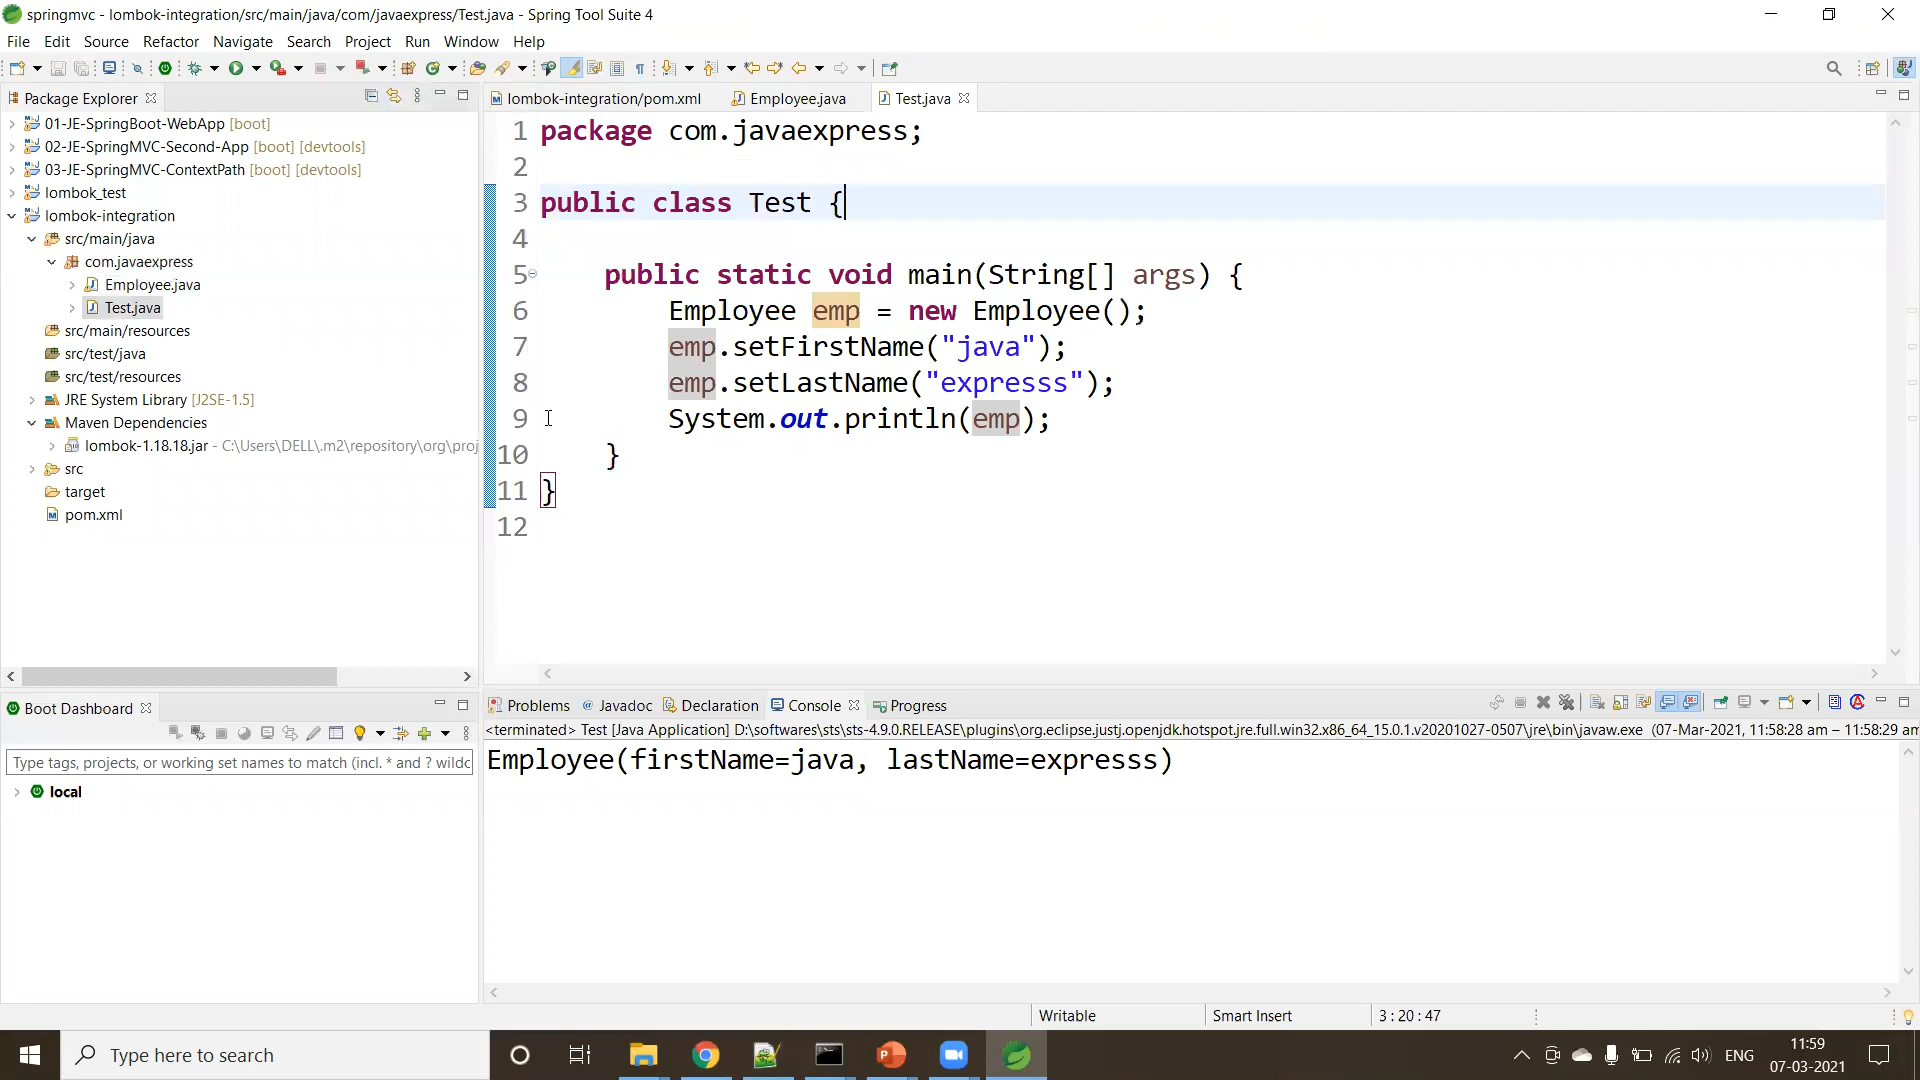 springmvc - lombok-integration/src/main/java/com/javaexpress/Test.java - Spring Tool Suite 4
File Edit Source Refactor Navigate Search Project Run Window Help
Package Explorer
01-JE-SpringBoot-WebApp [boot]
02-JE-SpringMVC-Second-App [boot] [devtools]
03-JE-SpringMVC-ContextPath [boot] [devtools]
lombok_test
lombok-integration
src/main/java
com.javaexpress
Employee.java
Test.java
src/main/resources
src/test/java
src/test/resources
JRE System Library [J2SE-1.5]
Maven Dependencies
lombok-1.18.18.jar - C:\Users\DELL\.m2\repository\org\proj
src
target
pom.xml
lombok-integration/pom.xml Employee.java Test.java
1 package com.javaexpress;
2
3 public class Test {
4
5 public static void main(String[] args) {
6 Employee emp = new Employee();
7 emp.setFirstName("java");
8 emp.setLastName("expresss");
9 System.out.println(emp);
10 }
11 }
12
Boot Dashboard
Type tags, projects, or working set names to match (incl. * and ? wildc
local
Problems Javadoc Declaration Console Progress
<terminated> Test [Java Application] D:\softwares\sts\sts-4.9.0.RELEASE\plugins\org.eclipse.justj.openjdk.hotspot.jre.full.win32.x86_64_15.0.1.v20201027-0507\jre\bin\javaw.exe (07-Mar-2021, 11:58:28 am – 11:58:29 am
Employee(firstName=java, lastName=expresss)
Writable Smart Insert 3 : 20 : 47
Type here to search
ENG
11:59
07-03-2021